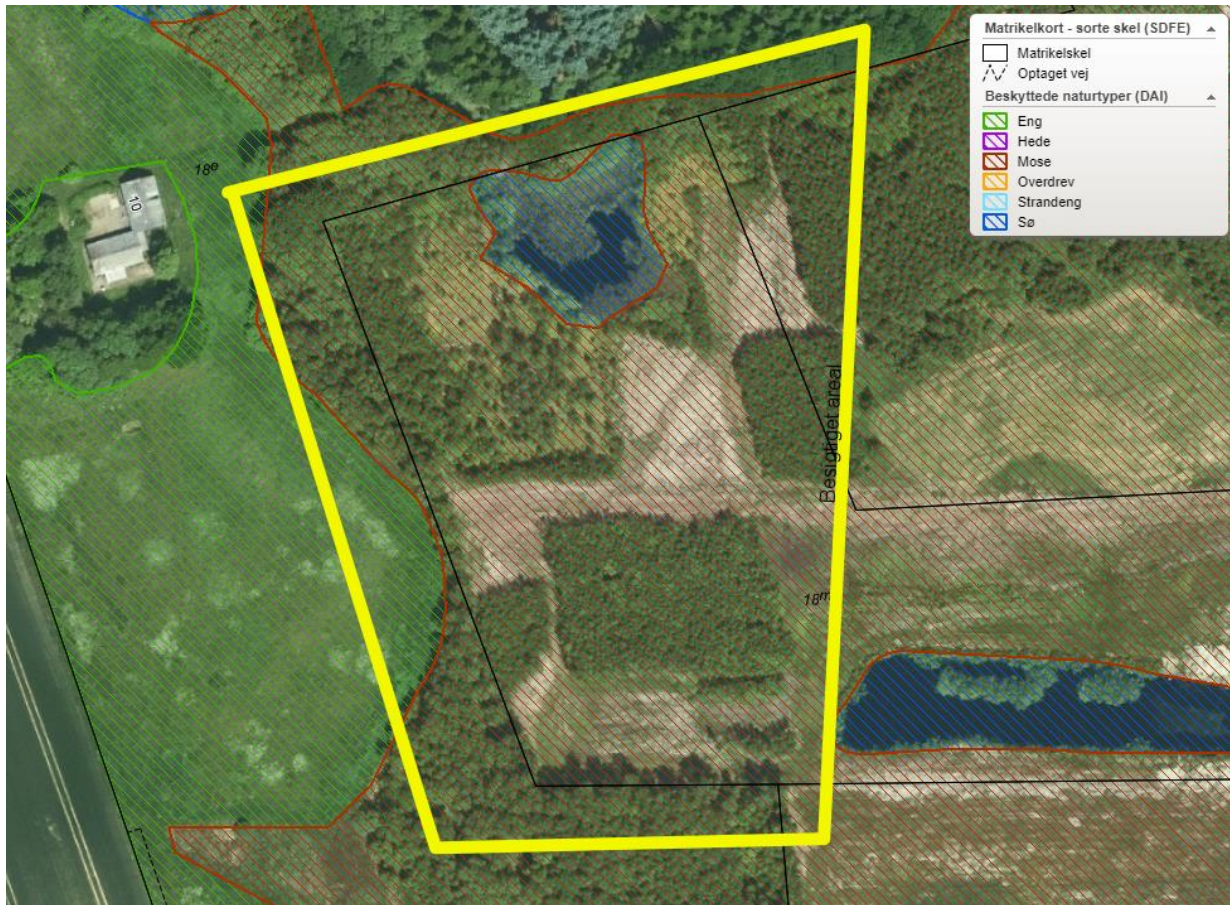 Matrikelkort - sorte skel (SDFE)
Matrikelskel
Optaget vej
Beskyttede naturtyper (DAI)
Eng
Hede
Mose
Overdrev
Strandeng
Sø
18e
10
Besigtiget areal
18m